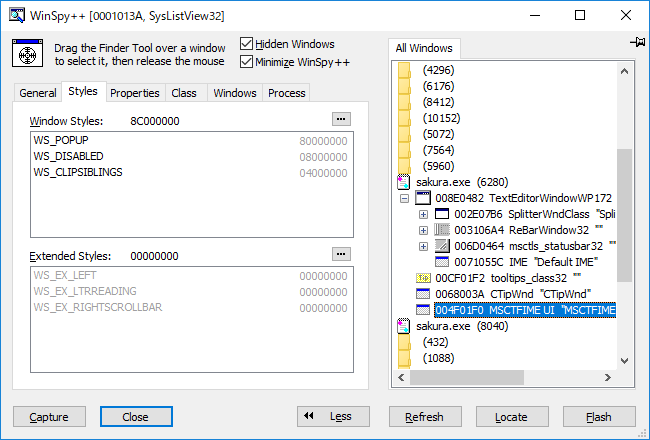 WinSpy++ [0001013A, SysListView32]
Drag the Finder Tool over a window
to select it, then release the mouse
Hidden Windows
Minimize WinSpy++
General Styles Properties Class Windows Process
Window Styles: 8C000000 ...
WS_POPUP 80000000
WS_DISABLED 08000000
WS_CLIPSIBLINGS 04000000
Extended Styles: 00000000 ...
WS_EX_LEFT 00000000
WS_EX_LTRREADING 00000000
WS_EX_RIGHTSCROLLBAR 00000000
All Windows
(4296)
(6176)
(8412)
(10152)
(5072)
(7564)
(5960)
sakura.exe (6280)
008E0482 TextEditorWindowWP172
002E07B6 SplitterWndClass "Spli
003106A4 ReBarWindow32 ""
006D0464 msctls_statusbar32 ""
0071055C IME "Default IME"
Tip 00CF01F2 tooltips_class32 ""
0068003A CTipWnd "CTipWnd"
004F01F0 MSCTFIME UI "MSCTFIME
sakura.exe (8040)
(432)
(1088)
Capture Close Less Refresh Locate Flash